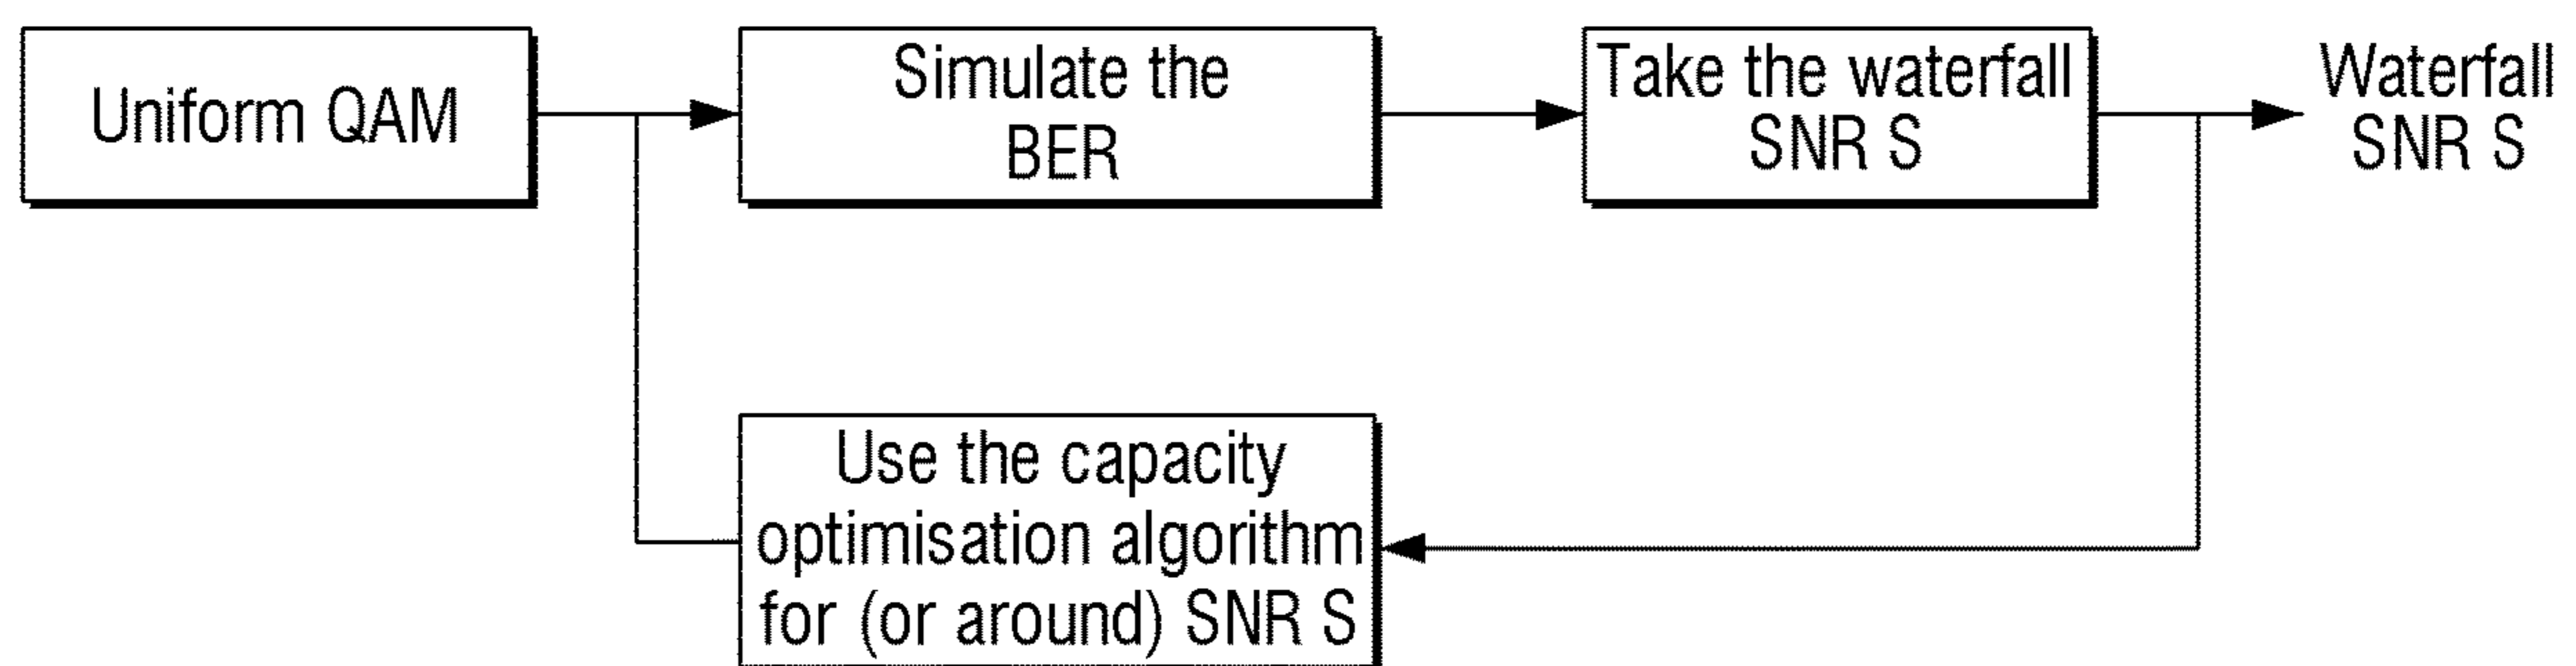 Uniform QAM
Simulate the
BER
Take the waterfall
SNR S
Waterfall
SNR S
Use the capacity
optimisation algorithm
for (or around) SNR S